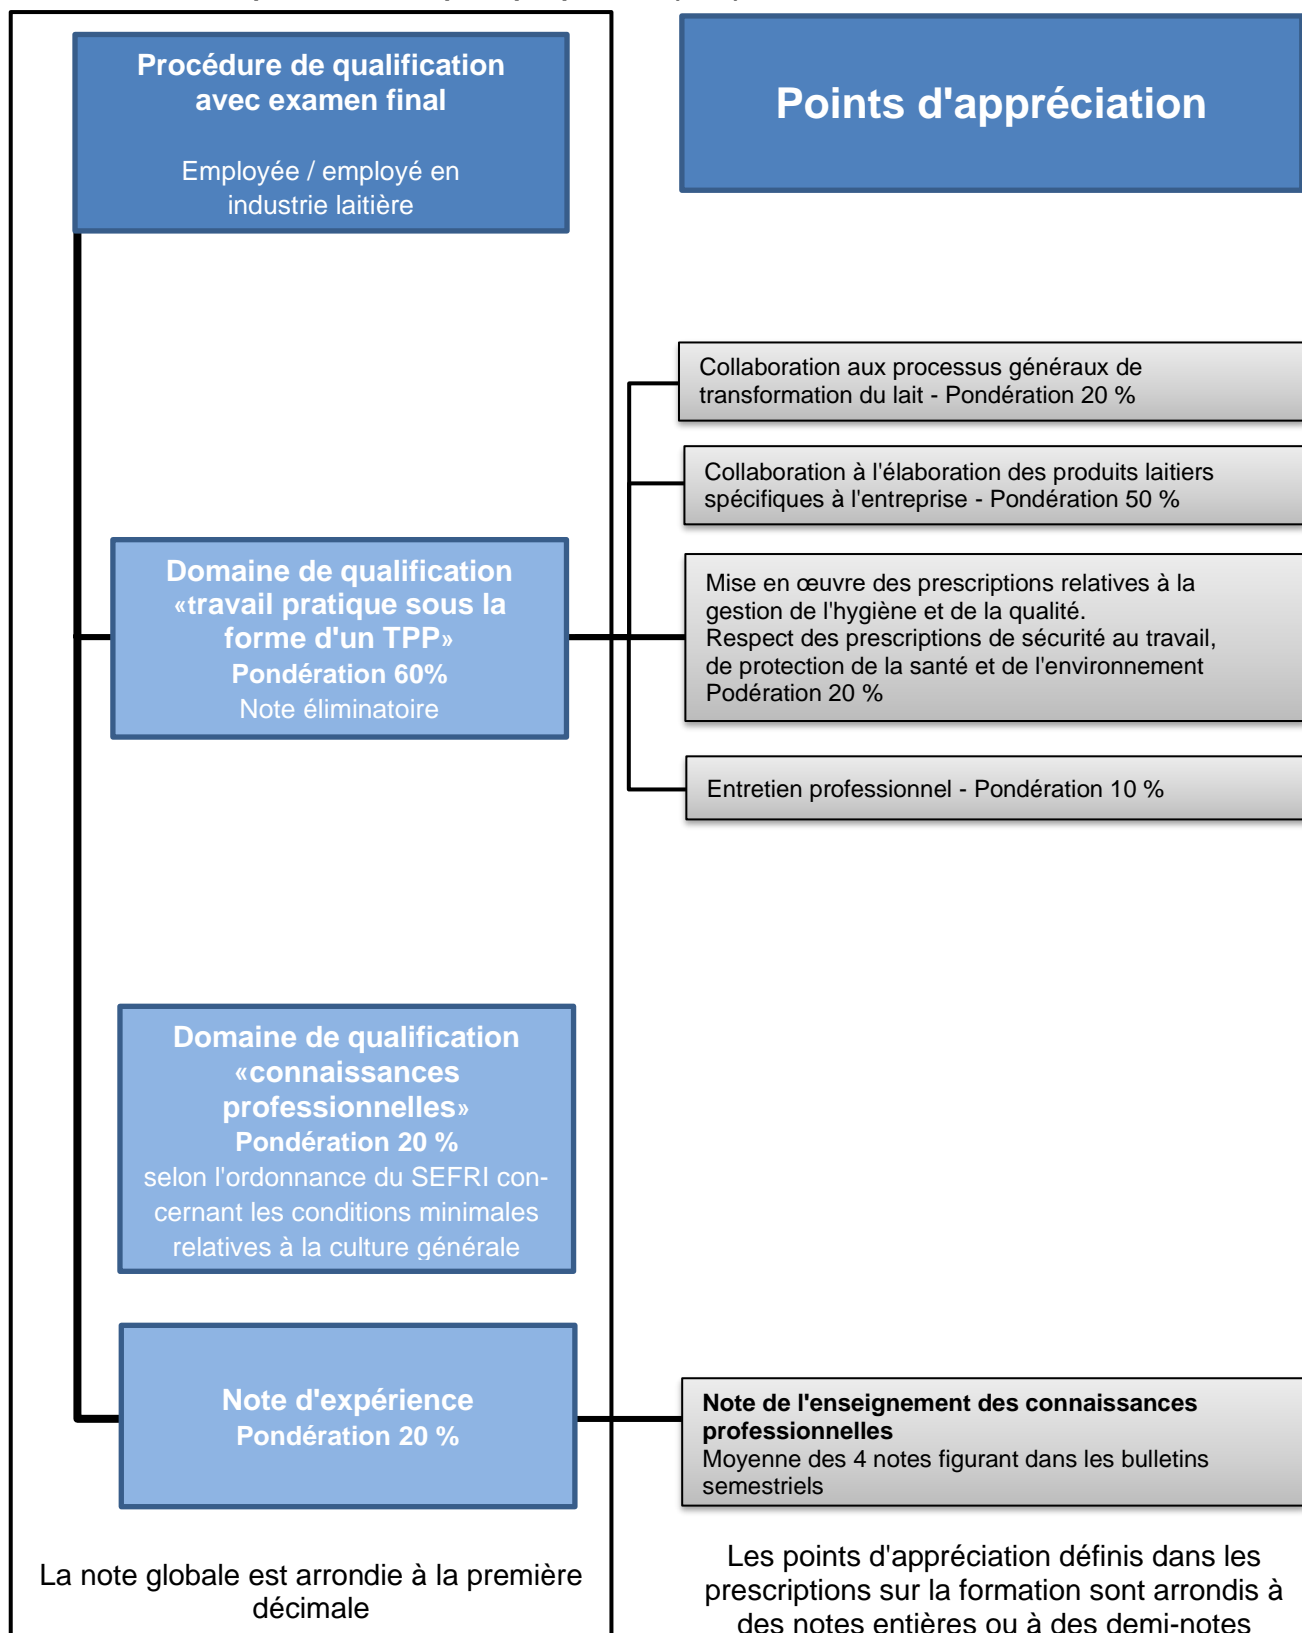 Procédure de qualification
avec examen final
Employée / employé en
industrie laitière
Points d'appréciation
Collaboration aux processus généraux de
transformation du lait - Pondération 20 %
Collaboration à l'élaboration des produits laitiers
spécifiques à l'entreprise - Pondération 50 %
Domaine de qualification
«travail pratique sous la
forme d'un TPP»
Pondération 60%
Note éliminatoire
Mise en œuvre des prescriptions relatives à la
gestion de l'hygiène et de la qualité.
Respect des prescriptions de sécurité au travail,
de protection de la santé et de l'environnement
Podération 20 %
Entretien professionnel - Pondération 10 %
Domaine de qualification
«connaissances
professionnelles»
Pondération 20 %
selon l'ordonnance du SEFRI con-
cernant les conditions minimales
relatives à la culture générale
Note d'expérience
Pondération 20 %
Note de l'enseignement des connaissances
professionnelles
Moyenne des 4 notes figurant dans les bulletins
semestriels
La note globale est arrondie à la première
décimale
Les points d'appréciation définis dans les
prescriptions sur la formation sont arrondis à
des notes entières ou à des demi-notes